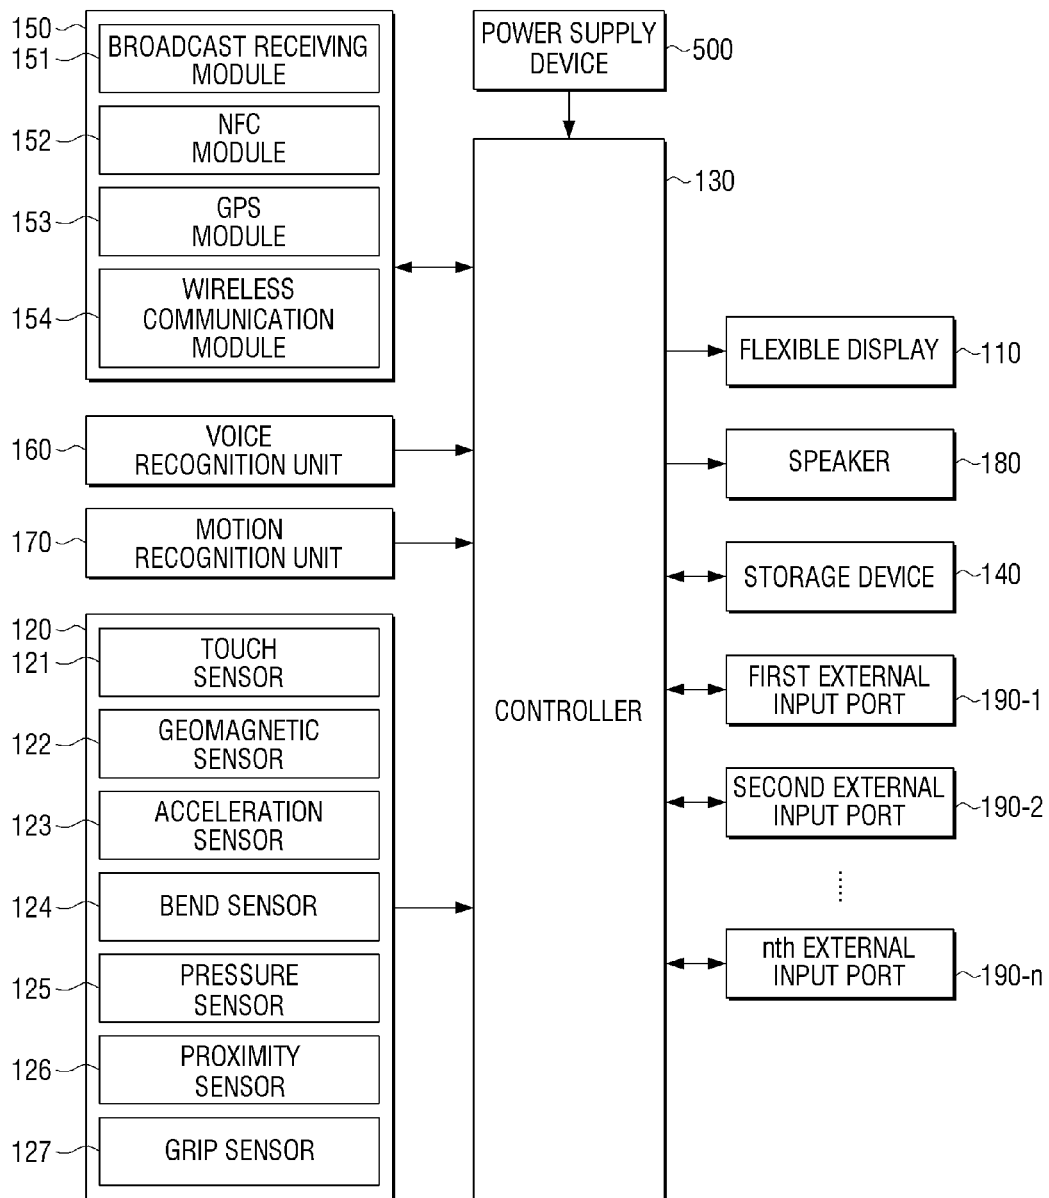 150
151
BROADCAST RECEIVING
MODULE
152
NFC
MODULE
153
GPS
MODULE
154
WIRELESS
COMMUNICATION
MODULE
160
VOICE
RECOGNITION UNIT
170
MOTION
RECOGNITION UNIT
120
121
TOUCH
SENSOR
122
GEOMAGNETIC
SENSOR
123
ACCELERATION
SENSOR
124
BEND SENSOR
125
PRESSURE
SENSOR
126
PROXIMITY
SENSOR
127
GRIP SENSOR
POWER SUPPLY
DEVICE
500
CONTROLLER
130
FLEXIBLE DISPLAY
110
SPEAKER
180
STORAGE DEVICE
140
FIRST EXTERNAL
INPUT PORT
190-1
SECOND EXTERNAL
INPUT PORT
190-2
nth EXTERNAL
INPUT PORT
190-n